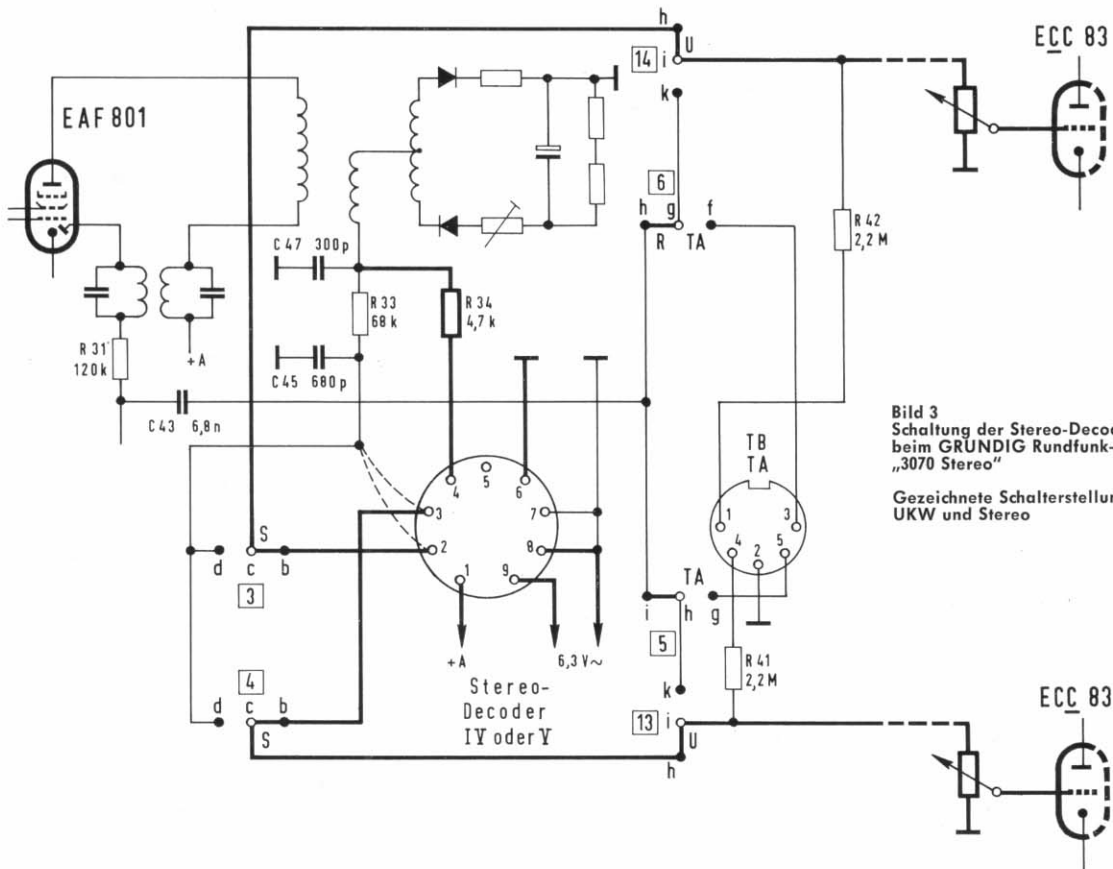 h
U
ECC 83
14
i
k
EAF 801
6
h g f
R TA
C 47 300p
R 42
2,2 M
R 33
68 k
R 34
4,7 k
R 31
120k
+A
C 45 680p
C 43 6,8n
Bild 3
Schaltung der Stereo-Decod
beim GRUNDIG Rundfunk-
„3070 Stereo"
Gezeichnete Schalterstellun
UKW und Stereo
TB
TA
1 3
4 5
2
5
4 6
3 7
2 8
1 9
S
d c b
3
TA
i h g
5
+A 6,3 V~
Stereo-
Decoder
IV oder V
R 41
2,2M
4
d c b
S
k
13 i
U
h
ECC 83